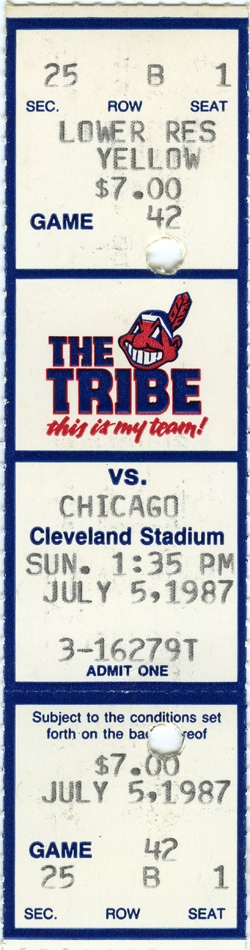 25 B 1
SEC. ROW SEAT
LOWER RES
YELLOW
$7.00
GAME 42
THE
TRIBE
this is my team!
VS.
CHICAGO
Cleveland Stadium
SUN. 1:35 PM
JULY 5,1987
3-16279T
ADMIT ONE
Subject to the conditions set
forth on the reof
$7.00
JULY 5,1987
GAME 42
25 B 1
SEC. ROW SEAT